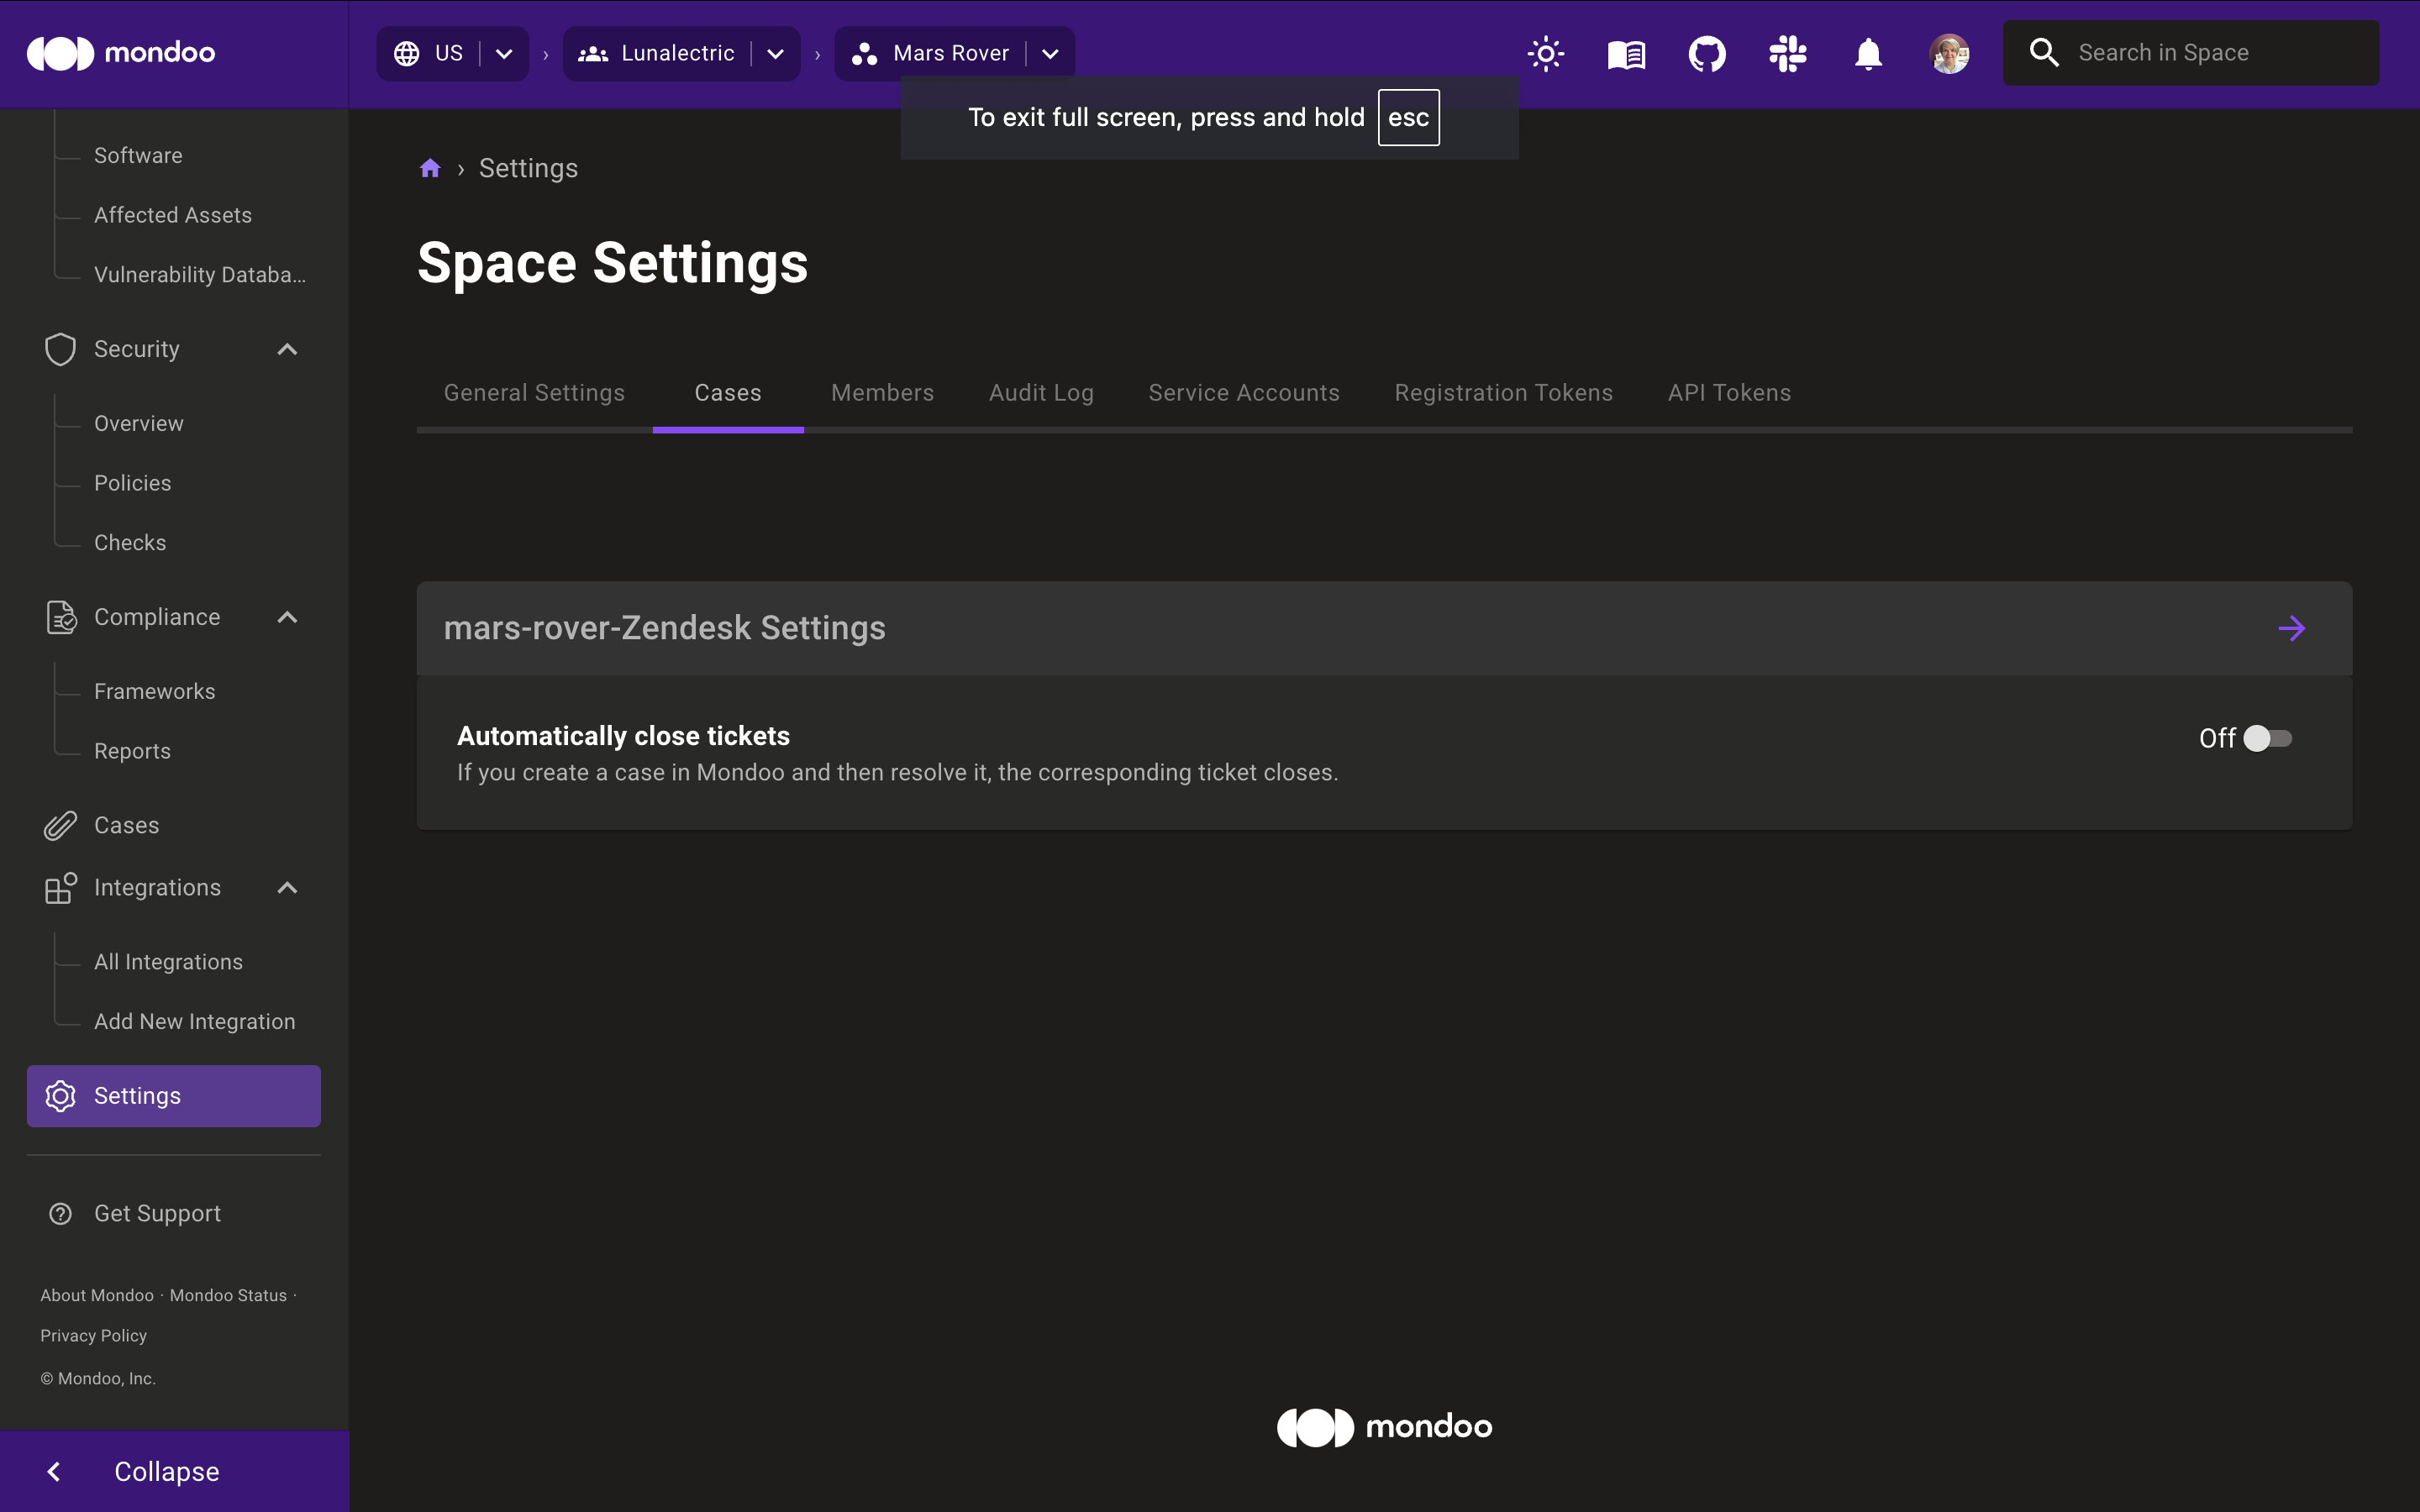 mondoo
US
Lunalectric
Mars Rover
Search in Space
To exit full screen, press and hold esc
Software
Affected Assets
Vulnerability Databa...
Security
Overview
Policies
Checks
Compliance
Frameworks
Reports
Cases
Integrations
All Integrations
Add New Integration
Settings
Get Support
About Mondoo · Mondoo Status ·
Privacy Policy
© Mondoo, Inc.
Collapse
› Settings
Space Settings
General Settings Cases Members Audit Log Service Accounts Registration Tokens API Tokens
mars-rover-Zendesk Settings
Automatically close tickets
Off
If you create a case in Mondoo and then resolve it, the corresponding ticket closes.
mondoo